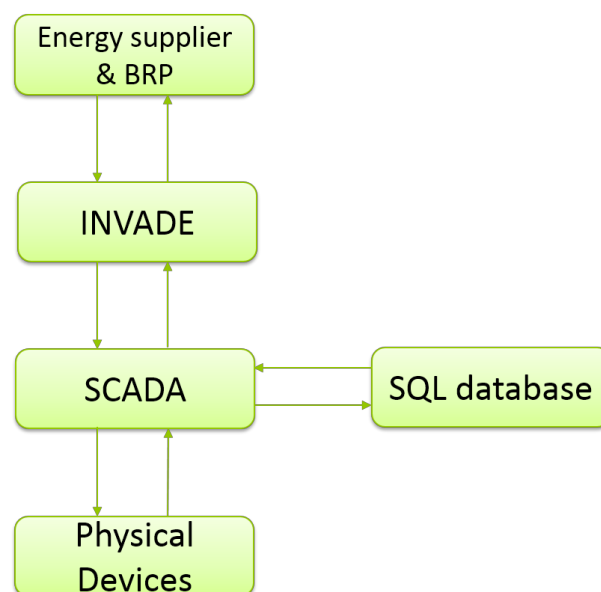 Energy supplier
& BRP
INVADE
SCADA
SQL database
Physical
Devices